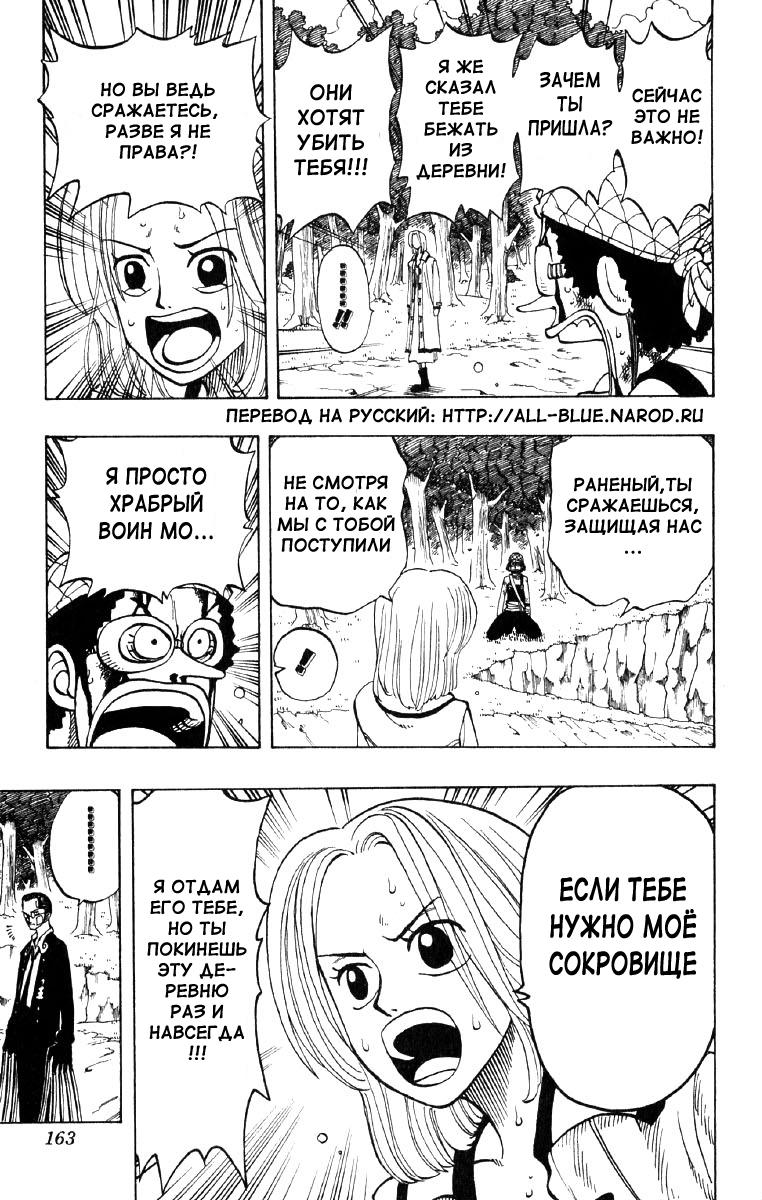 СЕЙЧАС
ЭТО НЕ
ВАЖНО!
ЗАЧЕМ
ТЫ
ПРИШЛА?
Я ЖЕ
СКАЗАЛ
ТЕБЕ
БЕЖАТЬ
ИЗ
ДЕРЕВНИ!
ОНИ
ХОТЯТ
УБИТЬ
ТЕБЯ!!!
........!!
НО ВЫ ВЕДЬ
СРАЖАЕТЕСЬ,
РАЗВЕ Я НЕ
ПРАВА?!
ПЕРЕВОД НА РУССКИЙ: HTTP://ALL-BLUE.NAROD.RU
РАНЕНЫЙ,ТЫ
СРАЖАЕШЬСЯ,
ЗАЩИЩАЯ НАС
...
НЕ СМОТРЯ
НА ТО, КАК
МЫ С ТОБОЙ
ПОСТУПИЛИ
!!
Я ПРОСТО
ХРАБРЫЙ
ВОИН МО...
ЕСЛИ ТЕБЕ
НУЖНО МОЁ
СОКРОВИЩЕ
Я ОТДАМ
ЕГО ТЕБЕ,
НО ТЫ
ПОКИНЕШЬ
ЭТУ ДЕ-
РЕВНЮ
РАЗ И
НАВСЕГДА
!!!
........
163